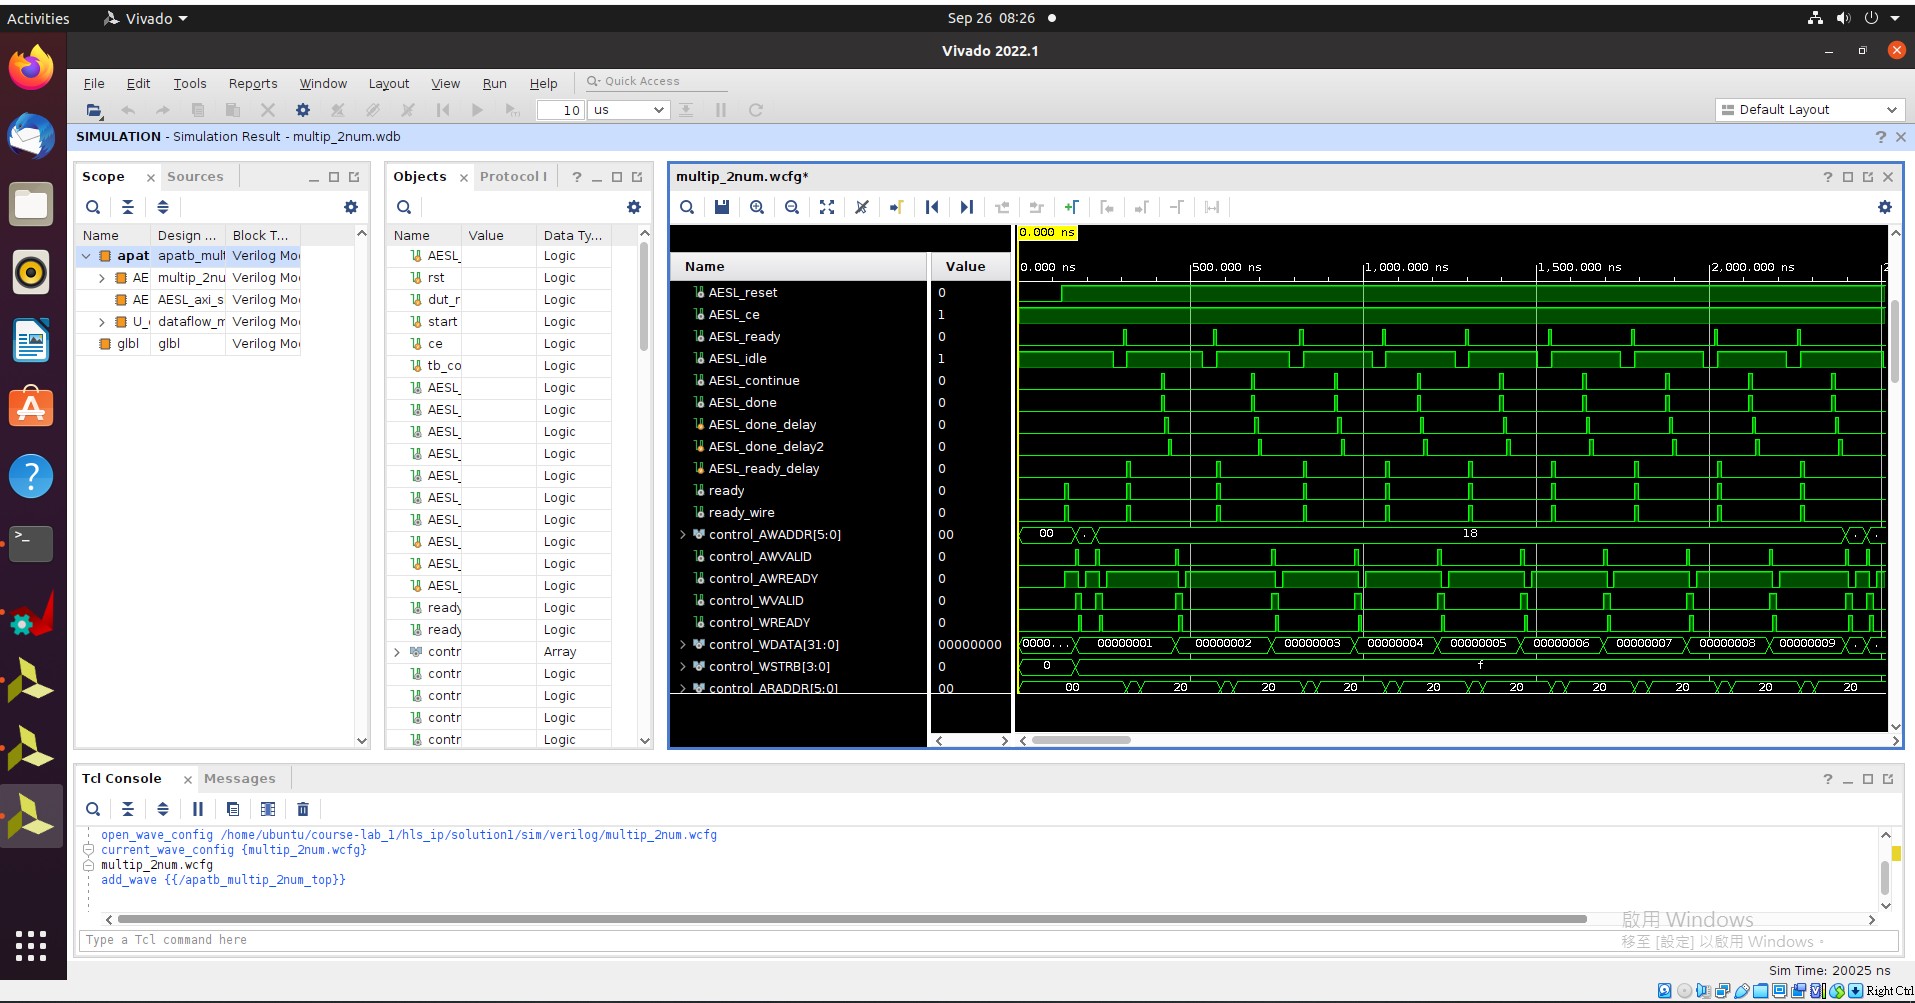 Activities Vivado Sep 26 08:26
Vivado 2022.1
File Edit Tools Reports Window Layout View Run Help Quick Access
10 us Default Layout
SIMULATION - Simulation Result - multip_2num.wdb
Scope Sources
Name Design ... Block T...
apat apatb_mult Verilog Mod
AE multip_2nu Verilog Mod
AE AESL_axi_s Verilog Mod
U_ dataflow_m Verilog Mod
glbl glbl Verilog Mod
Objects Protocol I
Name Value Data Ty...
AESL_ Logic
rst Logic
dut_r Logic
start Logic
ce Logic
tb_co Logic
AESL_ Logic
AESL_ Logic
AESL_ Logic
AESL_ Logic
AESL_ Logic
AESL_ Logic
AESL_ Logic
AESL_ Logic
AESL_ Logic
AESL_ Logic
ready Logic
ready Logic
contr Array
contr Logic
contr Logic
contr Logic
contr Logic
multip_2num.wcfg*
0.000 ns
0.000 ns 500.000 ns 1,000.000 ns 1,500.000 ns 2,000.000 ns 2
Name Value
AESL_reset 0
AESL_ce 1
AESL_ready 0
AESL_idle 1
AESL_continue 0
AESL_done 0
AESL_done_delay 0
AESL_done_delay2 0
AESL_ready_delay 0
ready 0
ready_wire 0
control_AWADDR[5:0] 00 00 . 18 . .
control_AWVALID 0
control_AWREADY 0
control_WVALID 0
control_WREADY 0
control_WDATA[31:0] 00000000 0000... 00000001 00000002 00000003 00000004 00000005 00000006 00000007 00000008 00000009 . .
control_WSTRB[3:0] 0 0 f
control_ARADDR[5:0] 00 00 20 20 20 20 20 20 20 20 20
Tcl Console Messages
open_wave_config /home/ubuntu/course-lab_1/hls_ip/solution1/sim/verilog/multip_2num.wcfg
current_wave_config {multip_2num.wcfg}
multip_2num.wcfg
add_wave {{/apatb_multip_2num_top}}
Type a Tcl command here
啟用 Windows
移至 [設定] 以啟用 Windows。
Sim Time: 20025 ns
Right Ctrl